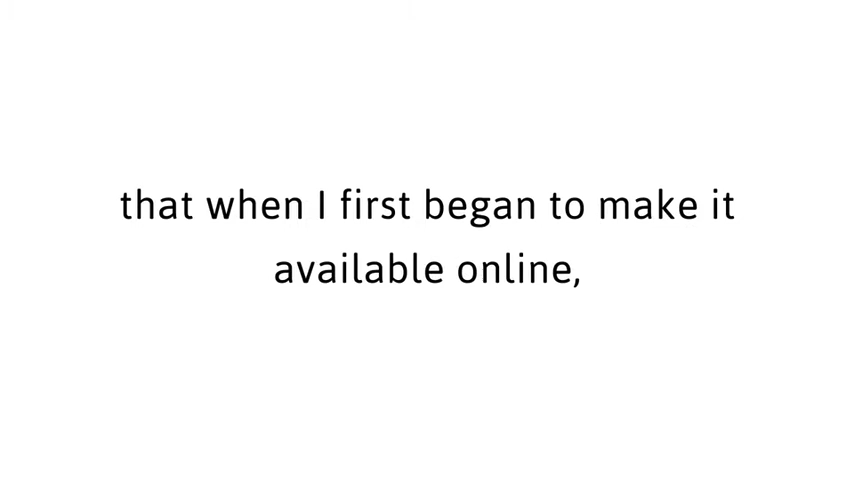 that when I first began to make it
available online,